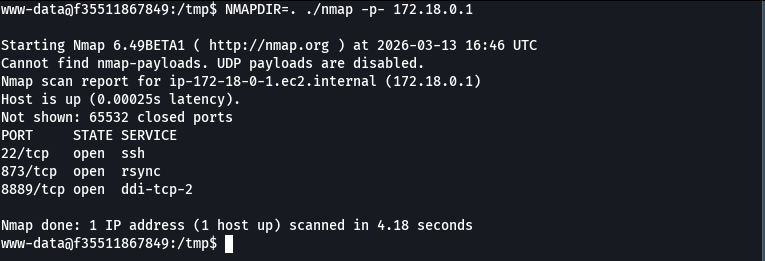 www-data@f35511867849:/tmp$ NMAPDIR=. ./nmap -p- 172.18.0.1
Starting Nmap 6.49BETA1 ( http://nmap.org ) at 2026-03-13 16:46 UTC
Cannot find nmap-payloads. UDP payloads are disabled.
Nmap scan report for ip-172-18-0-1.ec2.internal (172.18.0.1)
Host is up (0.00025s latency).
Not shown: 65532 closed ports
PORT     STATE SERVICE
22/tcp   open  ssh
873/tcp  open  rsync
8889/tcp open  ddi-tcp-2
Nmap done: 1 IP address (1 host up) scanned in 4.18 seconds
www-data@f35511867849:/tmp$